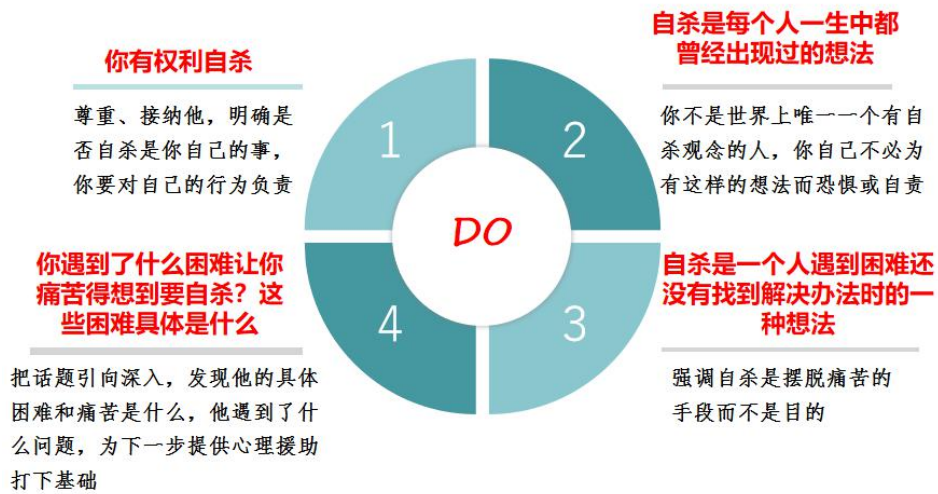 你有权利自杀
尊重、接纳他，明确是
否自杀是你自己的事，
你要对自己的行为负责
1
自杀是每个人一生中都
曾经出现过的想法
你不是世界上唯一一个有自
杀观念的人，你自己不必为
有这样的想法而恐惧或自责
2
DO
自杀是一个人遇到困难还
没有找到解决办法时的一
种想法
强调自杀是摆脱痛苦的
手段而不是目的
3
你遇到了什么困难让你
痛苦得想到要自杀？这
些困难具体是什么
把话题引向深入，发现他的具体
困难和痛苦是什么，他遇到了什
么问题，为下一步提供心理援助
打下基础
4